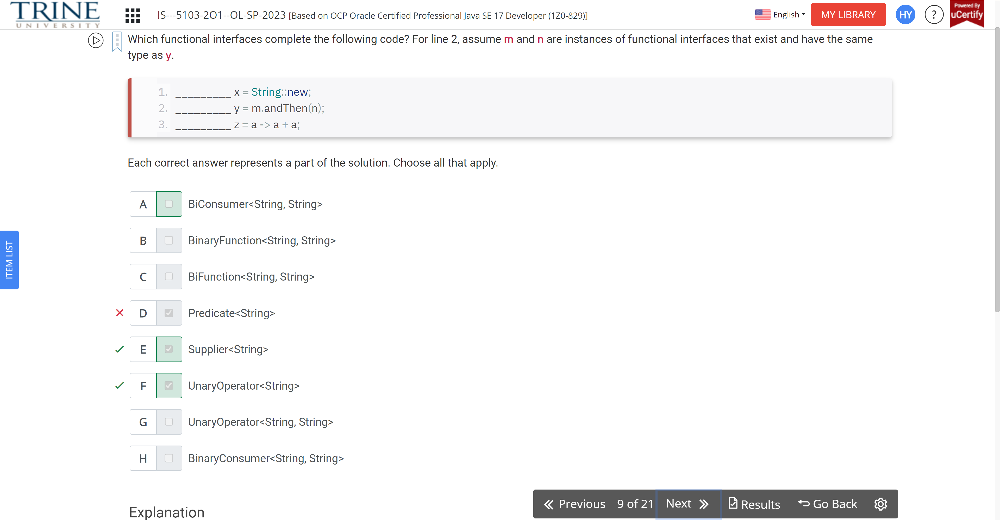 TRINE
UNIVERSITY
IS---5103-2O1--OL-SP-2023 [Based on OCP Oracle Certified Professional Java SE 17 Developer (1Z0-829)]
English
MY LIBRARY
HY
?
Powered By
uCertify
Which functional interfaces complete the following code? For line 2, assume m and n are instances of functional interfaces that exist and have the same
type as y.
1. _________ x = String::new;
2. _________ y = m.andThen(n);
3. _________ z = a -> a + a;
Each correct answer represents a part of the solution. Choose all that apply.
A BiConsumer<String, String>
B BinaryFunction<String, String>
C BiFunction<String, String>
D Predicate<String>
E Supplier<String>
F UnaryOperator<String>
G UnaryOperator<String, String>
H BinaryConsumer<String, String>
ITEM LIST
Explanation
Previous 9 of 21 Next Results Go Back